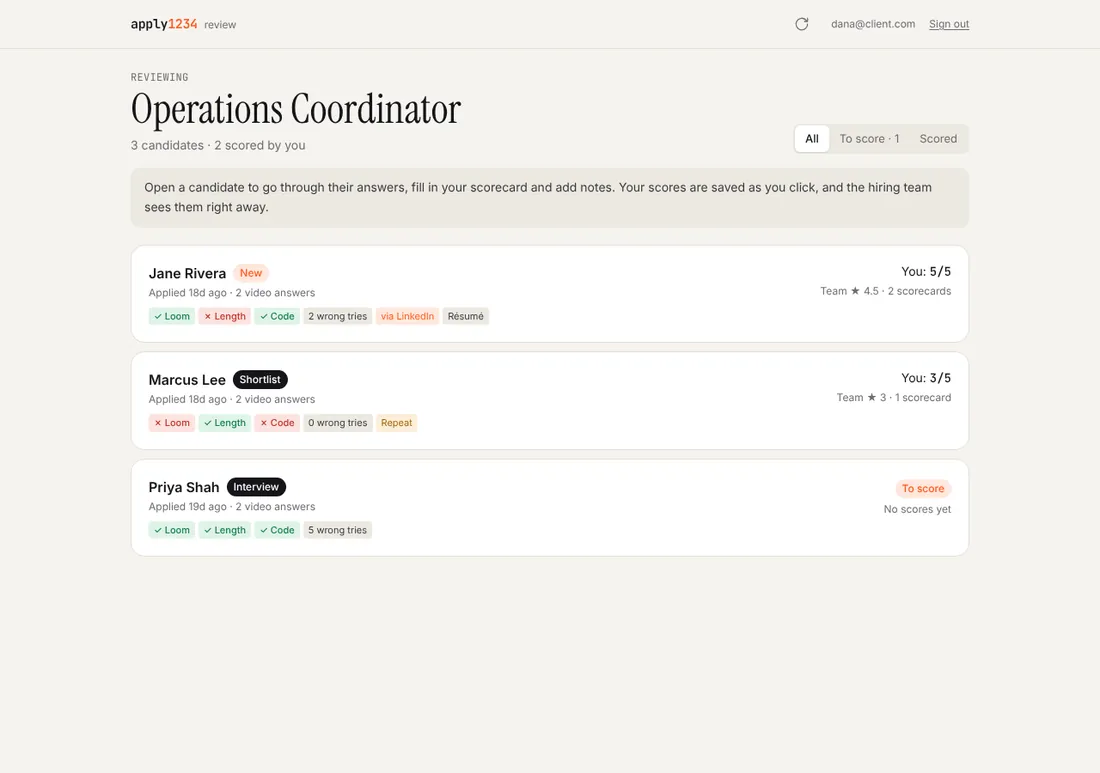 apply1234 review
dana@client.com Sign out
REVIEWING
Operations Coordinator
3 candidates · 2 scored by you
All To score · 1 Scored
Open a candidate to go through their answers, fill in your scorecard and add notes. Your scores are saved as you click, and the hiring team
sees them right away.
Jane Rivera New
You: 5/5
Applied 18d ago · 2 video answers
Team ★ 4.5 · 2 scorecards
✓ Loom × Length ✓ Code 2 wrong tries via LinkedIn Résumé
Marcus Lee Shortlist
You: 3/5
Applied 18d ago · 2 video answers
Team ★ 3 · 1 scorecard
× Loom ✓ Length × Code 0 wrong tries Repeat
Priya Shah Interview
To score
Applied 19d ago · 2 video answers
No scores yet
✓ Loom ✓ Length ✓ Code 5 wrong tries